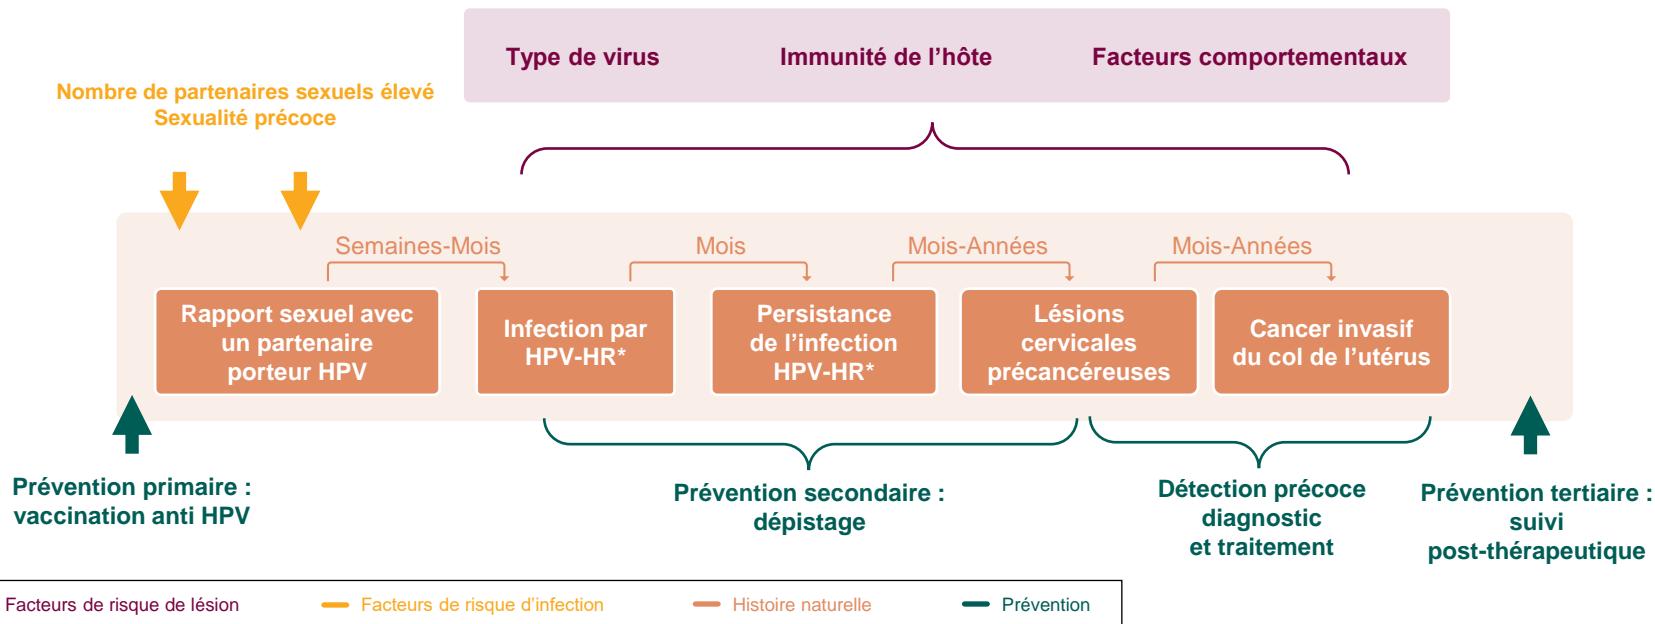 Type de virus
Immunité de l’hôte
Facteurs comportementaux
Nombre de partenaires sexuels élevé
Sexualité précoce
Semaines-Mois
Mois
Mois-Années
Mois-Années
Rapport sexuel avec
un partenaire
porteur HPV
Infection par
HPV-HR*
Persistance
de l’infection
HPV-HR*
Lésions
cervicales
précancéreuses
Cancer invasif
du col de l’utérus
Prévention primaire :
vaccination anti HPV
Prévention secondaire :
dépistage
Détection précoce
diagnostic
et traitement
Prévention tertiaire :
suivi
post-thérapeutique
Facteurs de risque de lésion
Facteurs de risque d’infection
Histoire naturelle
Prévention